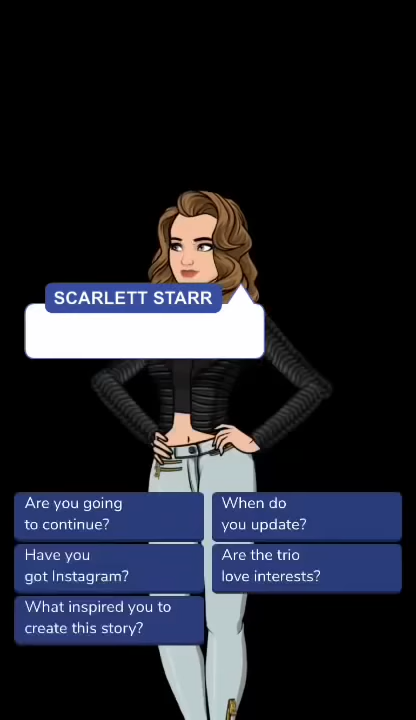 SCARLETT STARR
Are you going
to continue?
When do
you update?
Have you
got Instagram?
Are the trio
love interests?
What inspired you to
create this story?